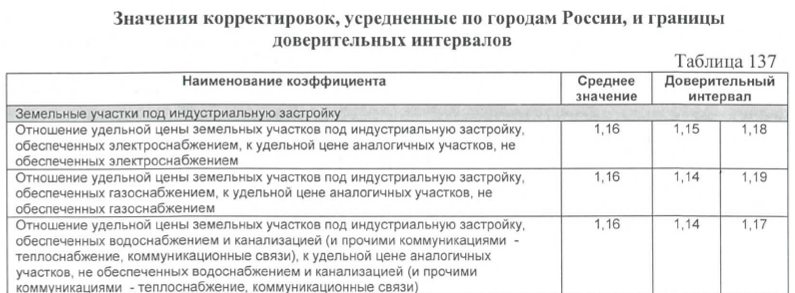 Значения корректировок, усредненные по городам России, и границы
доверительных интервалов
Таблица 137
Наименование коэффициента Среднее значение Доверительный интервал
Земельные участки под индустриальную застройку
Отношение удельной цены земельных участков под индустриальную застройку, 1,16 1,15 1,18
обеспеченных электроснабжением, к удельной цене аналогичных участков, не
обеспеченных электроснабжением
Отношение удельной цены земельных участков под индустриальную застройку, 1,16 1,14 1,19
обеспеченных газоснабжением, к удельной цене аналогичных участков, не
обеспеченных газоснабжением
Отношение удельной цены земельных участков под индустриальную застройку, 1,16 1,14 1,17
обеспеченных водоснабжением и канализацией (и прочими коммуникациями -
теплоснабжение, коммуникационные связи), к удельной цене аналогичных
участков, не обеспеченных водоснабжением и канализацией (и прочими
коммуникациями - теплоснабжение, коммуникационные связи)